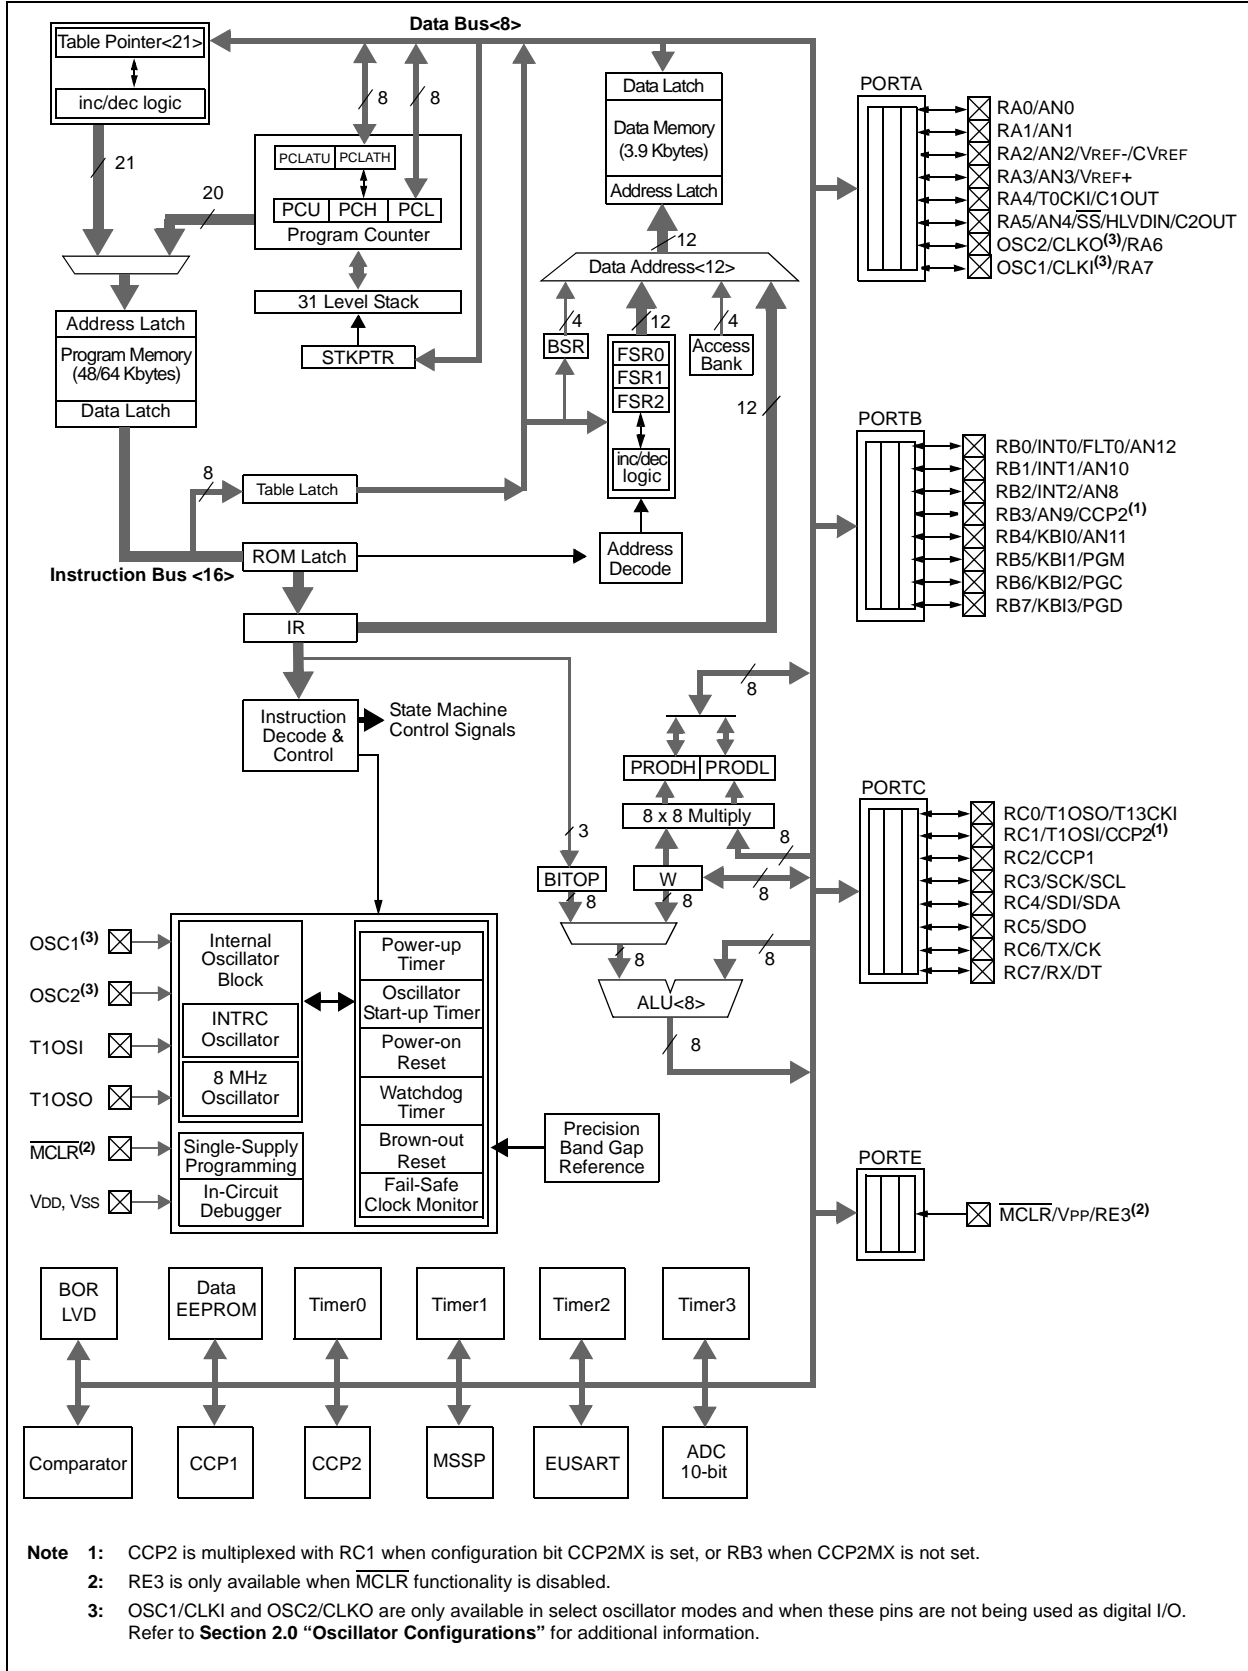 Data Bus<8>
Table Pointer<21>
inc/dec logic
21
20
8
8
PCLATU PCLATH
PCU PCH PCL
Program Counter
31 Level Stack
STKPTR
Data Latch
Data Memory
(3.9 Kbytes)
Address Latch
12
Data Address<12>
4
12
4
BSR
FSR0
FSR1
FSR2
inc/dec
logic
Access
Bank
12
Address Latch
Program Memory
(48/64 Kbytes)
Data Latch
8
Table Latch
ROM Latch
Instruction Bus <16>
Address
Decode
IR
Instruction
Decode &
Control
State Machine
Control Signals
8
PRODH PRODL
8 x 8 Multiply
3
8
BITOP
W
8
8
8
8
8
ALU<8>
8
OSC1(3)
OSC2(3)
T1OSI
T1OSO
MCLR(2)
VDD, VSS
Internal
Oscillator
Block
INTRC
Oscillator
8 MHz
Oscillator
Single-Supply
Programming
In-Circuit
Debugger
Power-up
Timer
Oscillator
Start-up Timer
Power-on
Reset
Watchdog
Timer
Brown-out
Reset
Fail-Safe
Clock Monitor
Precision
Band Gap
Reference
PORTA
RA0/AN0
RA1/AN1
RA2/AN2/VREF-/CVREF
RA3/AN3/VREF+
RA4/T0CKI/C1OUT
RA5/AN4/SS/HLVDIN/C2OUT
OSC2/CLKO(3)/RA6
OSC1/CLKI(3)/RA7
PORTB
RB0/INT0/FLT0/AN12
RB1/INT1/AN10
RB2/INT2/AN8
RB3/AN9/CCP2(1)
RB4/KBI0/AN11
RB5/KBI1/PGM
RB6/KBI2/PGC
RB7/KBI3/PGD
PORTC
RC0/T1OSO/T13CKI
RC1/T1OSI/CCP2(1)
RC2/CCP1
RC3/SCK/SCL
RC4/SDI/SDA
RC5/SDO
RC6/TX/CK
RC7/RX/DT
PORTE
MCLR/VPP/RE3(2)
BOR
LVD
Data
EEPROM
Timer0
Timer1
Timer2
Timer3
Comparator
CCP1
CCP2
MSSP
EUSART
ADC
10-bit
Note 1: CCP2 is multiplexed with RC1 when configuration bit CCP2MX is set, or RB3 when CCP2MX is not set.
2: RE3 is only available when MCLR functionality is disabled.
3: OSC1/CLKI and OSC2/CLKO are only available in select oscillator modes and when these pins are not being used as digital I/O.
Refer to Section 2.0 “Oscillator Configurations” for additional information.